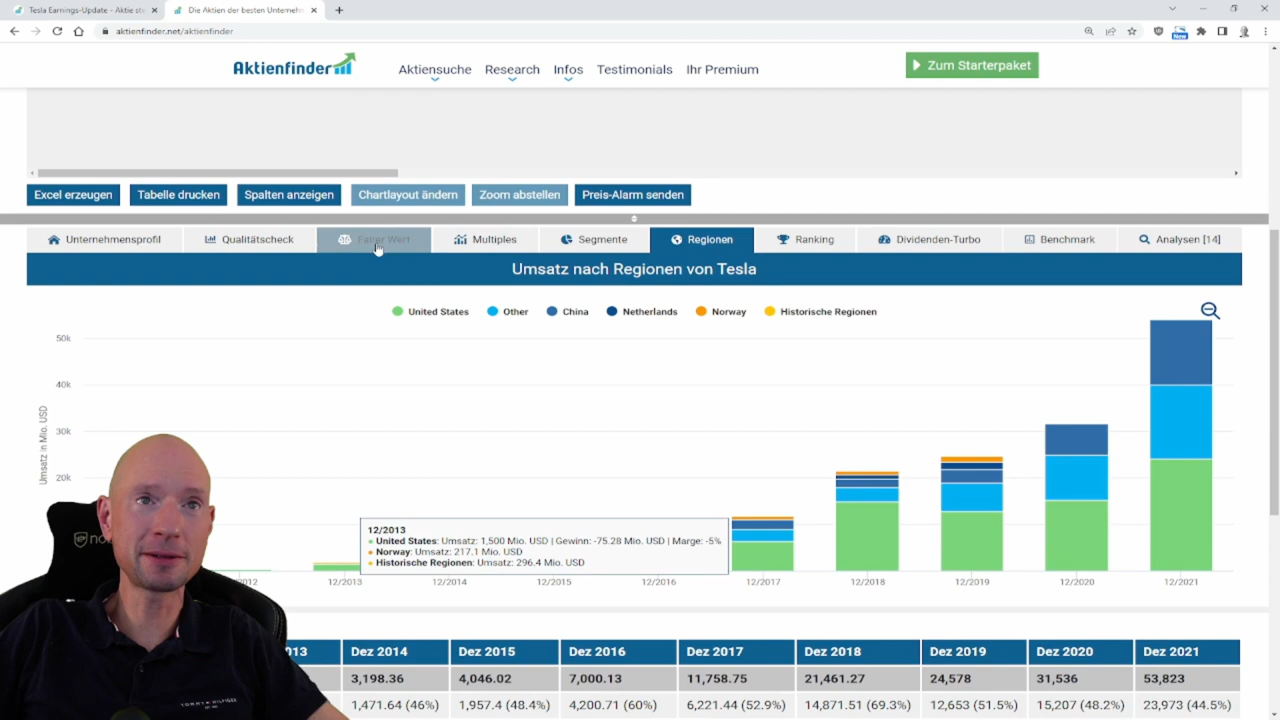 Tesla Earnings-Update - Aktie st
Die Aktien der besten Unternehm
aktienfinder.net/aktienfinder
New
Aktienfinder
Aktiensuche
Research
Infos
Testimonials
Ihr Premium
Zum Starterpaket
Excel erzeugen
Tabelle drucken
Spalten anzeigen
Chartlayout ändern
Zoom abstellen
Preis-Alarm senden
Unternehmensprofil
Qualitätscheck
Fairer Wert
Multiples
Segmente
Regionen
Ranking
Dividenden-Turbo
Benchmark
Analysen [14]
Umsatz nach Regionen von Tesla
United States
Other
China
Netherlands
Norway
Historische Regionen
50k
40k
30k
20k
Umsatz in Mio. USD
12/2013
United States: Umsatz: 1,500 Mio. USD | Gewinn: -75.28 Mio. USD | Marge: -5%
Norway: Umsatz: 217.1 Mio. USD
Historische Regionen: Umsatz: 296.4 Mio. USD
2012
12/2013
12/2014
12/2015
12/2016
12/2017
12/2018
12/2019
12/2020
12/2021
013
Dez 2014
Dez 2015
Dez 2016
Dez 2017
Dez 2018
Dez 2019
Dez 2020
Dez 2021
3,198.36
4,046.02
7,000.13
11,758.75
21,461.27
24,578
31,536
53,823
1,471.64 (46%)
1,957.4 (48.4%)
4,200.71 (60%)
6,221.44 (52.9%)
14,871.51 (69.3%)
12,653 (51.5%)
15,207 (48.2%)
23,973 (44.5%)
TOMMY HILFIGER